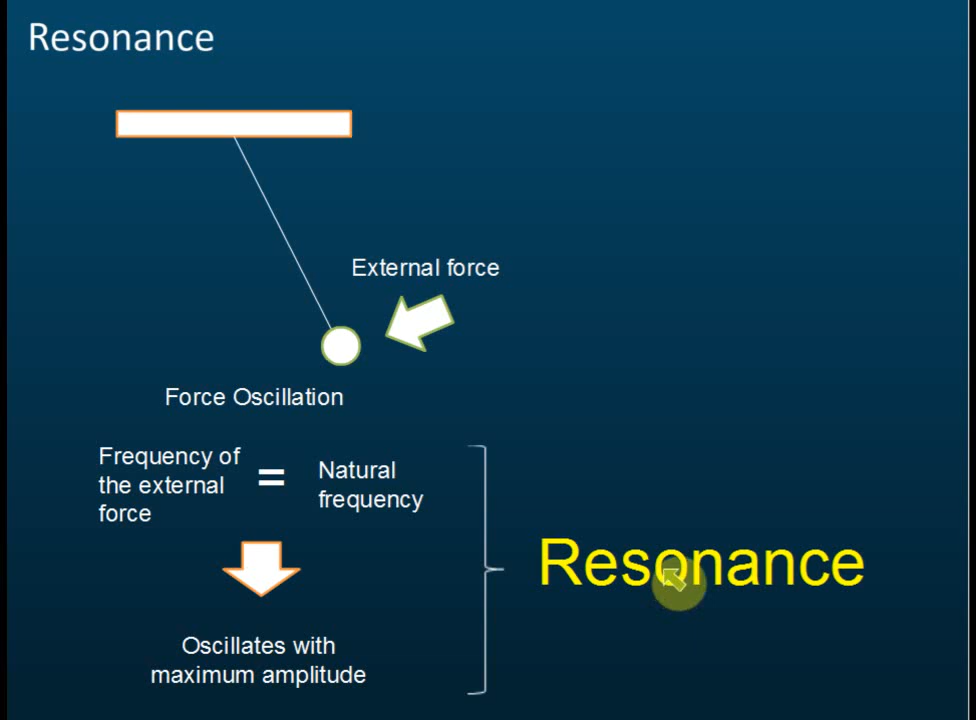 Resonance
External force
Force Oscillation
Frequency of
the external
force
=
Natural
frequency
Oscillates with
maximum amplitude
Resonance